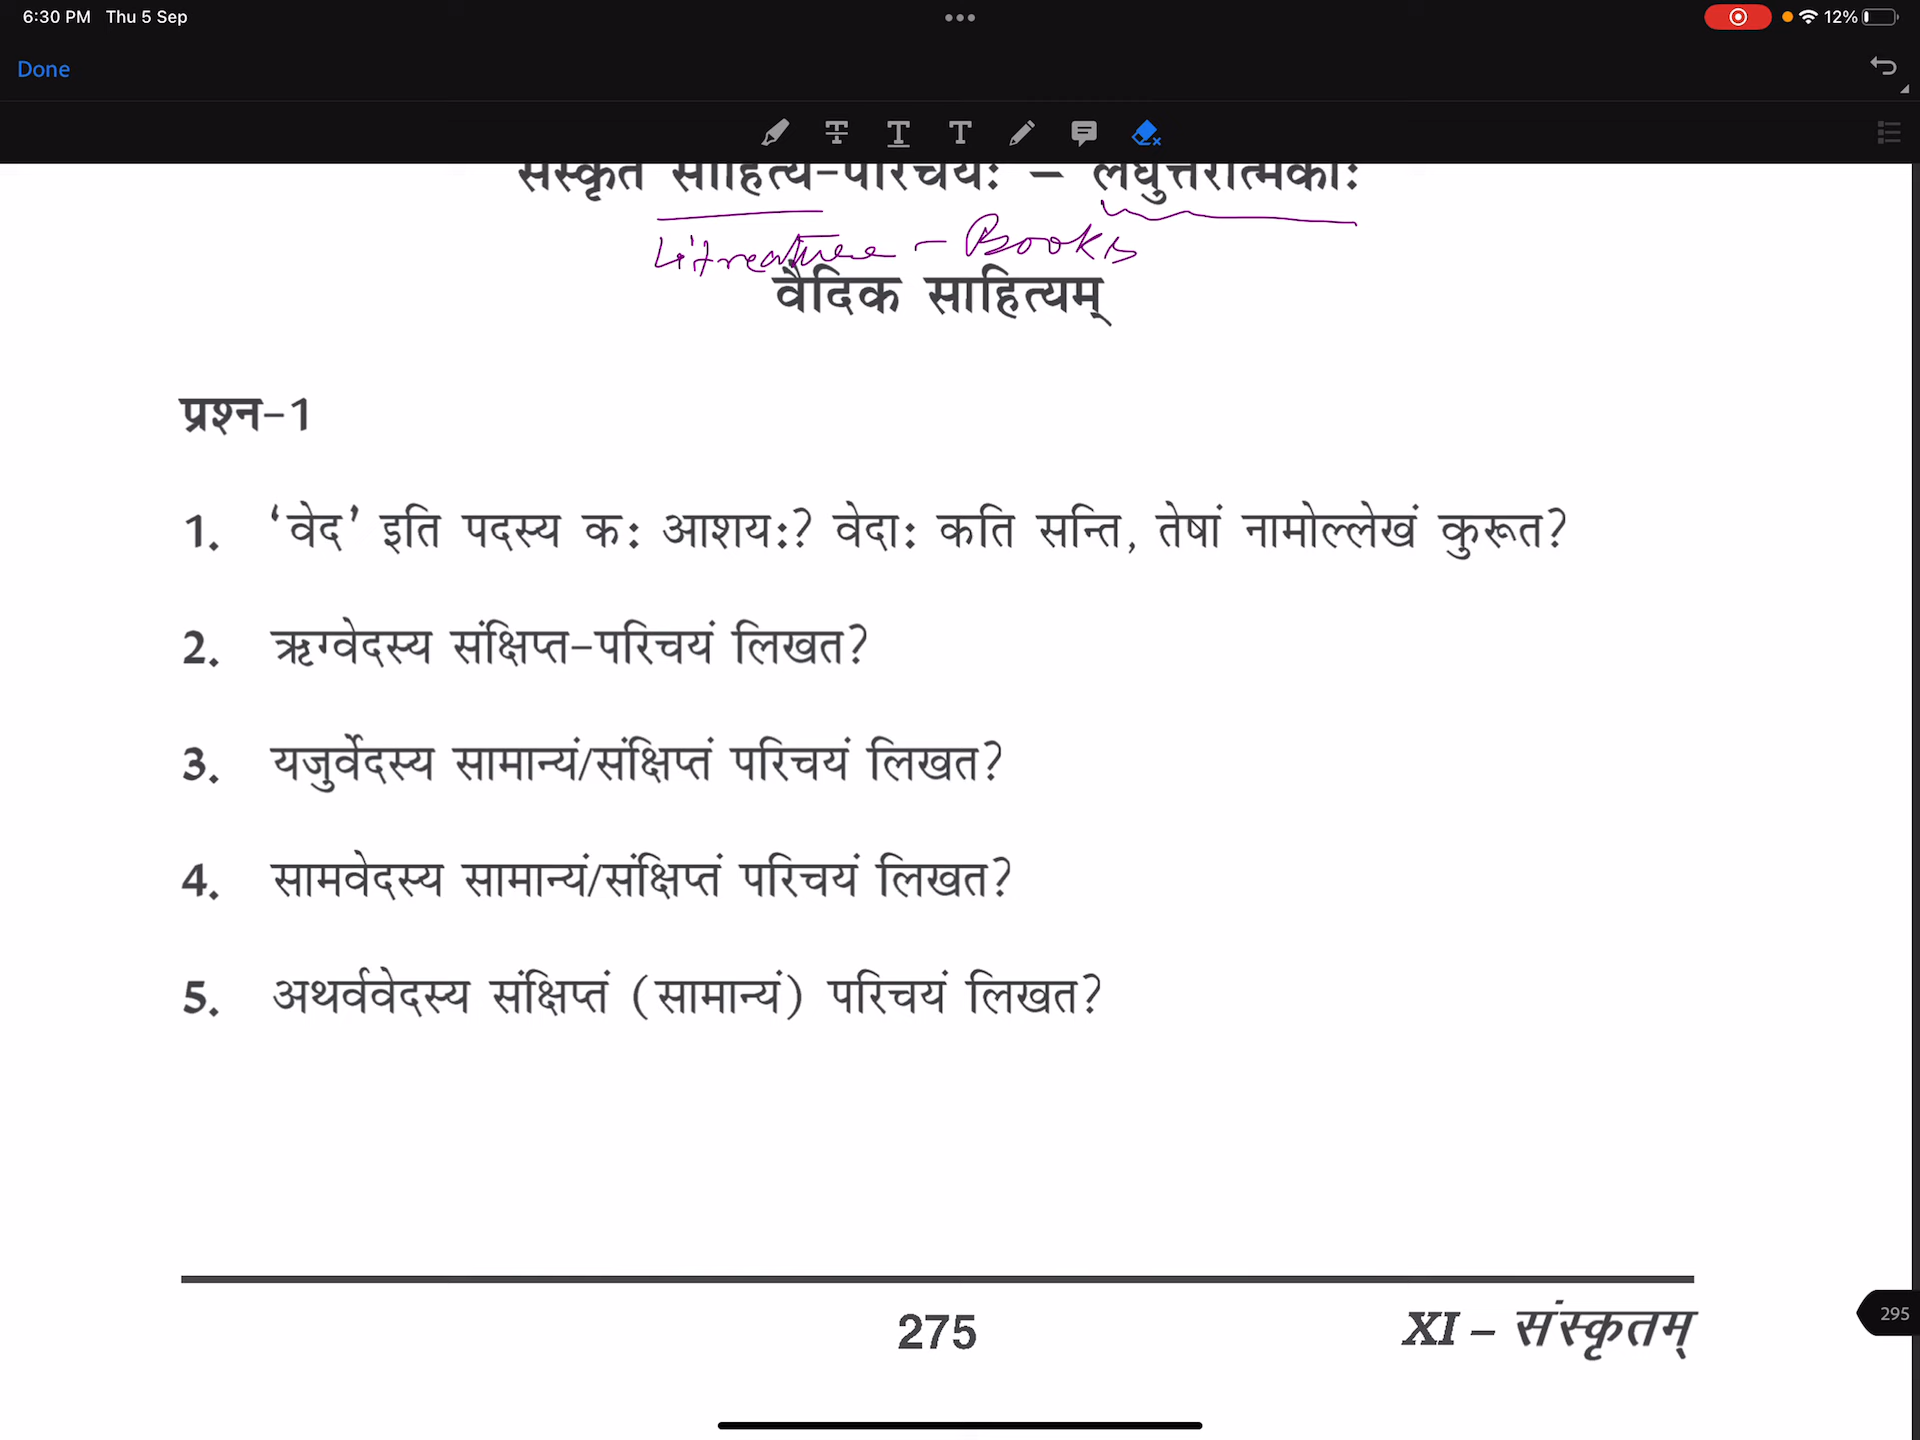 6:30 PM Thu 5 Sep
12%
Done
संस्कृत साहित्य-परिचयः – लघुत्तरात्मकाः
Litreature - Books
वैदिक साहित्यम्
प्रश्न-1
1. ‘वेद’ इति पदस्य कः आशयः? वेदाः कति सन्ति, तेषां नामोल्लेखं कुरूत?
2. ऋग्वेदस्य संक्षिप्त-परिचयं लिखत?
3. यजुर्वेदस्य सामान्यं/संक्षिप्तं परिचयं लिखत?
4. सामवेदस्य सामान्यं/संक्षिप्तं परिचयं लिखत?
5. अथर्ववेदस्य संक्षिप्तं (सामान्यं) परिचयं लिखत?
275
XI – संस्कृतम्
295